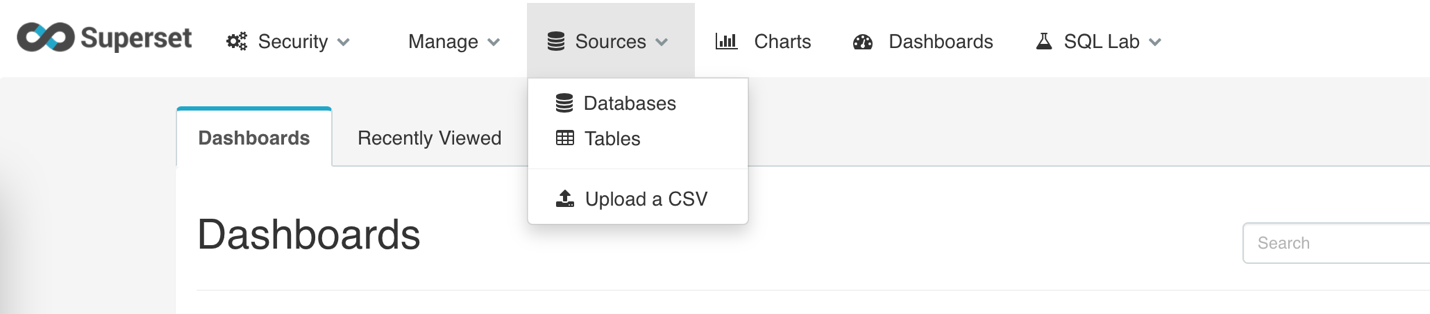 Superset Security Manage Sources Charts Dashboards SQL Lab
Databases
Tables
Upload a CSV
Dashboards Recently Viewed
Dashboards
Search